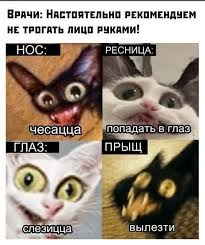 Врачи: Настоятельно рекомендуем
не трогать лицо руками!
НОС:
РЕСНИЦА:
чесацца
попадать в глаз
ГЛАЗ:
ПРЫЩ
слезицца
вылезти